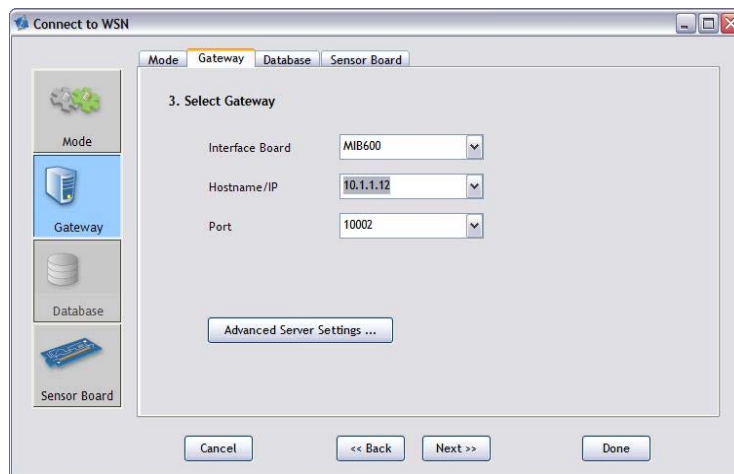 Connect to WSN
Mode Gateway Database Sensor Board
Mode
Gateway
Database
Sensor Board
3. Select Gateway
Interface Board MIB600
Hostname/IP 10.1.1.12
Port 10002
Advanced Server Settings ...
Cancel << Back Next >> Done